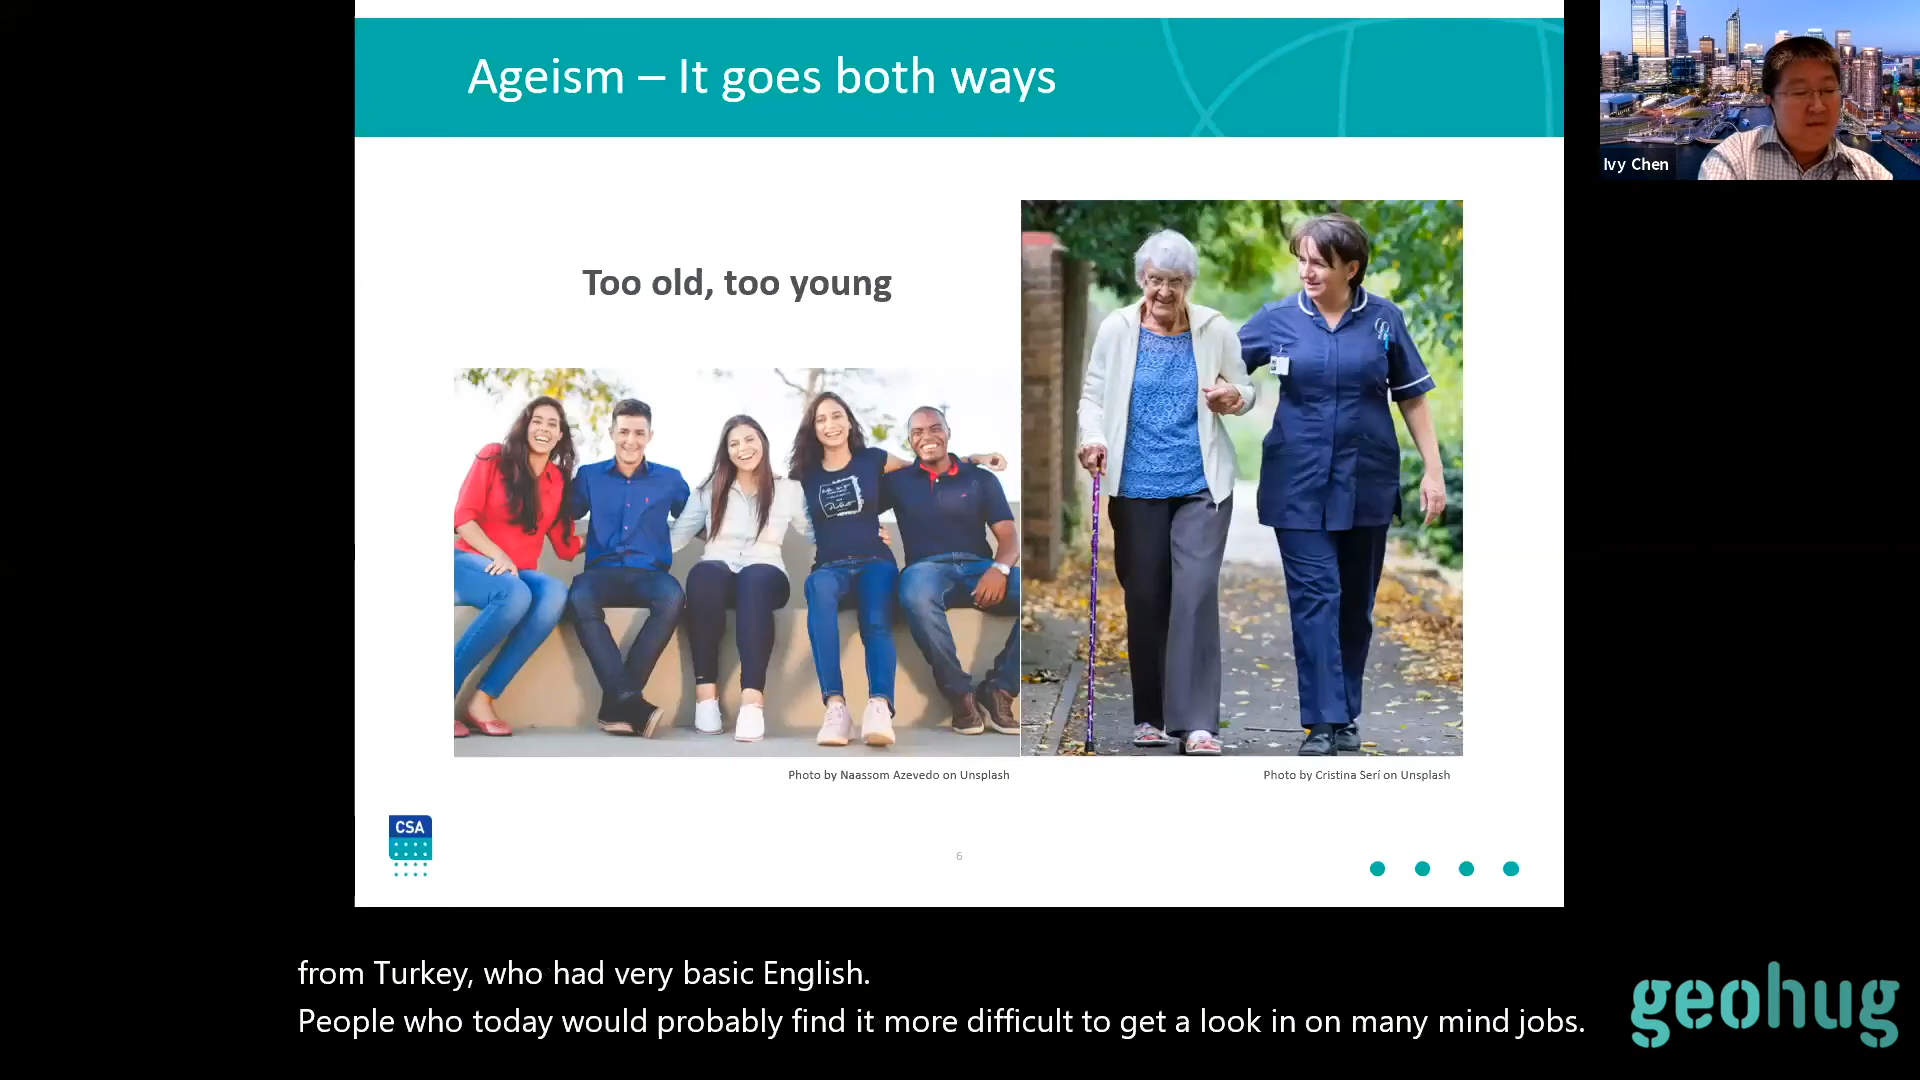 Ageism – It goes both ways
Ivy Chen
Too old, too young
Photo by Naassom Azevedo on Unsplash
Photo by Cristina Serí on Unsplash
CSA
6
from Turkey, who had very basic English.
People who today would probably find it more difficult to get a look in on many mind jobs.
geohug